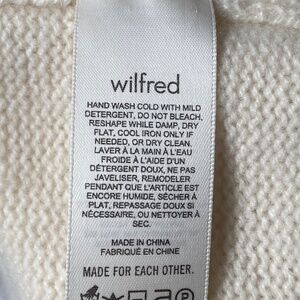 wilfred
HAND WASH COLD WITH MILD
DETERGENT, DO NOT BLEACH,
RESHAPE WHILE DAMP, DRY
FLAT, COOL IRON ONLY IF
NEEDED, OR DRY CLEAN.
LAVER À LA MAIN À L'EAU
FROIDE À L'AIDE D'UN
DÉTERGENT DOUX, NE PAS
JAVELISER, REMODELER
PENDANT QUE L'ARTICLE EST
ENCORE HUMIDE, SÉCHER À
PLAT, REPASSAGE DOUX SI
NÉCESSAIRE, OU NETTOYER À
SEC.
MADE IN CHINA
FABRIQUÉ EN CHINE
MADE FOR EACH OTHER.
P